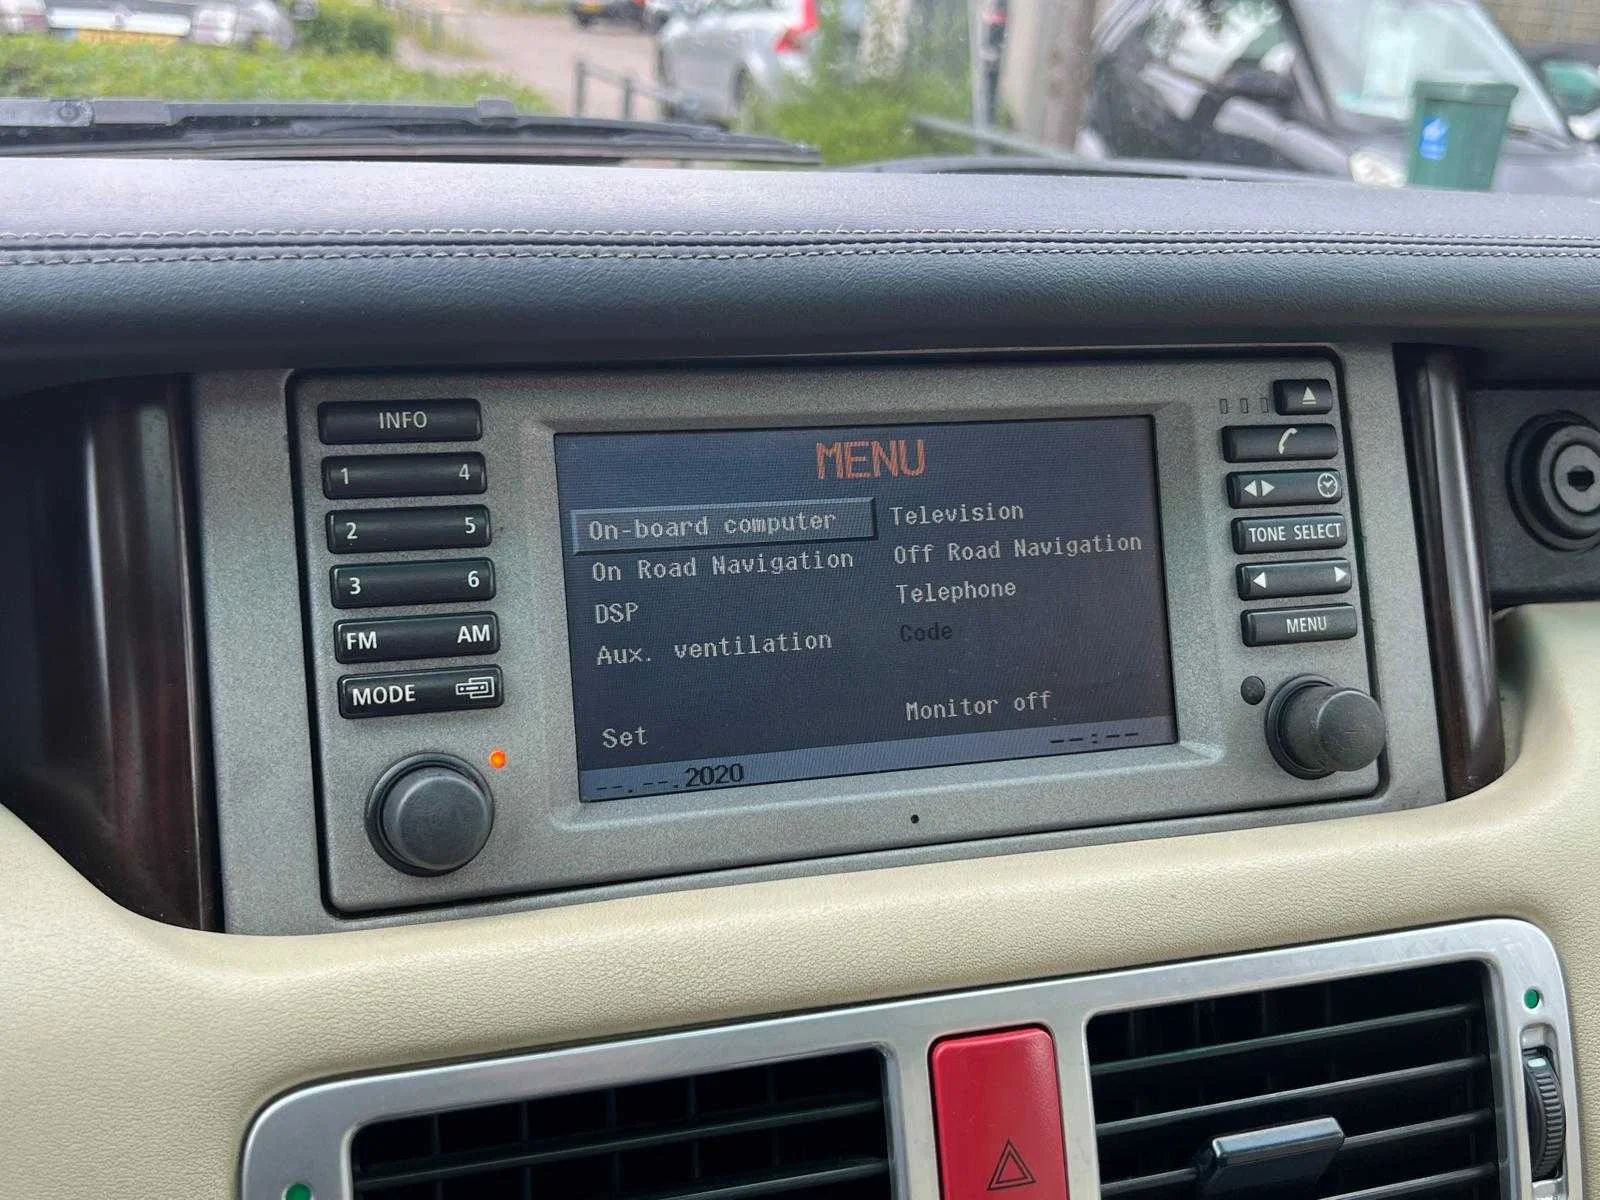 INFO
1 4
2 5
3 6
FM AM
MODE
MENU
On-board computer
On Road Navigation
DSP
Aux. ventilation
Set
Television
Off Road Navigation
Telephone
Code
Monitor off
--.--.2020
--:--
TONE SELECT
MENU